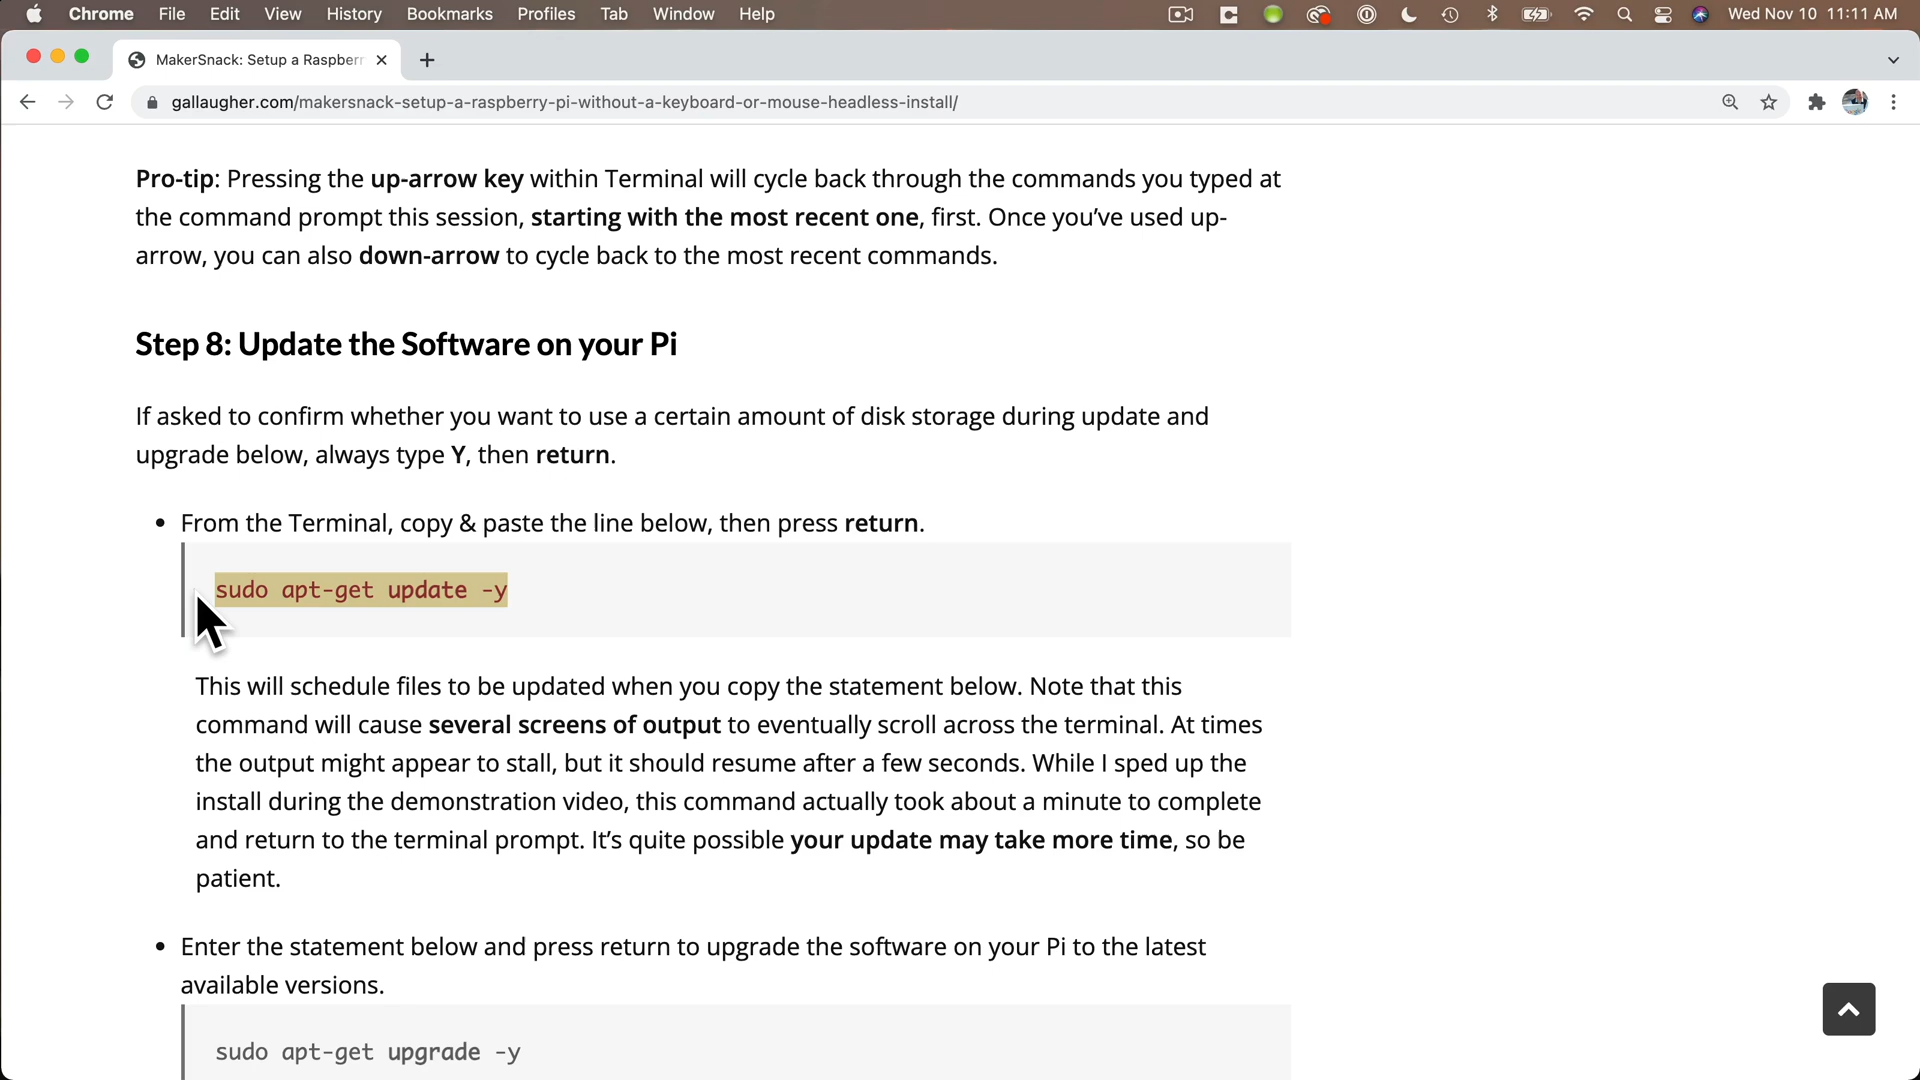 Chrome File Edit View History Bookmarks Profiles Tab Window Help Wed Nov 10 11:11 AM
MakerSnack: Setup a Raspberr
gallaugher.com/makersnack-setup-a-raspberry-pi-without-a-keyboard-or-mouse-headless-install/
Pro-tip: Pressing the up-arrow key within Terminal will cycle back through the commands you typed at
the command prompt this session, starting with the most recent one, first. Once you’ve used up-
arrow, you can also down-arrow to cycle back to the most recent commands.
Step 8: Update the Software on your Pi
If asked to confirm whether you want to use a certain amount of disk storage during update and
upgrade below, always type Y, then return.
• From the Terminal, copy & paste the line below, then press return.
sudo apt-get update -y
This will schedule files to be updated when you copy the statement below. Note that this
command will cause several screens of output to eventually scroll across the terminal. At times
the output might appear to stall, but it should resume after a few seconds. While I sped up the
install during the demonstration video, this command actually took about a minute to complete
and return to the terminal prompt. It’s quite possible your update may take more time, so be
patient.
• Enter the statement below and press return to upgrade the software on your Pi to the latest
available versions.
sudo apt-get upgrade -y